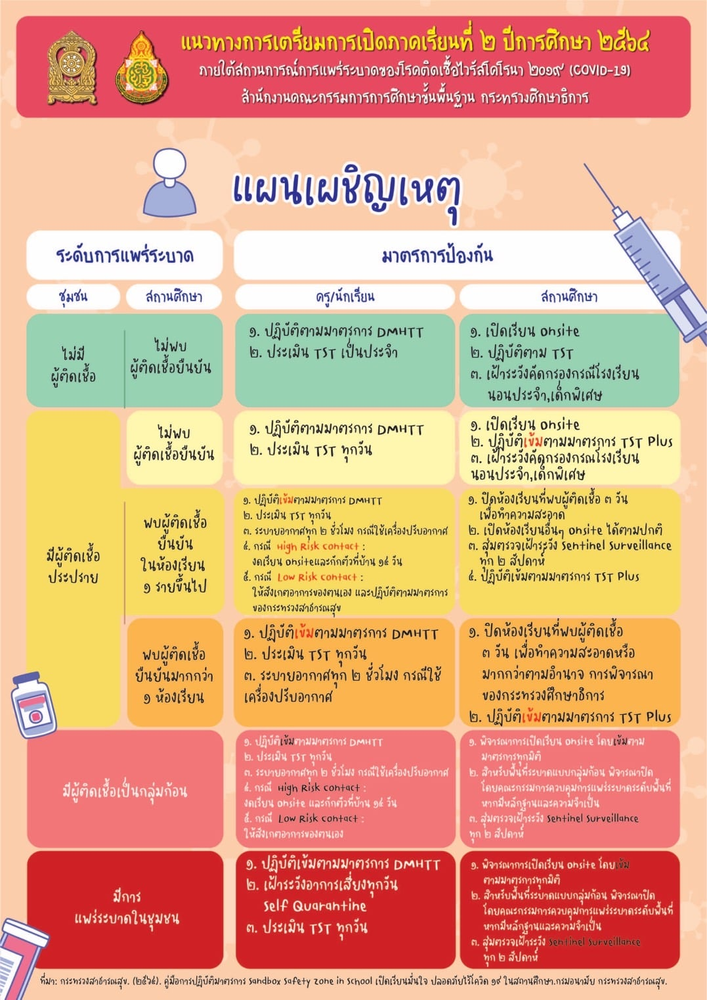 แนวทางการเตรียมการเปิดภาคเรียนที่ ๒ ปีการศึกษา ๒๕๖๔
ภายใต้สถานการณ์การแพร่ระบาดของโรคติดเชื้อไวรัสโคโรนา ๒๐๑๙ (COVID-19)
สำนักงานคณะกรรมการการศึกษาขั้นพื้นฐาน กระทรวงศึกษาธิการ
แผนเผชิญเหตุ
ระดับการแพร่ระบาด
มาตรการป้องกัน
ชุมชน
สถานศึกษา
ครู/นักเรียน
สถานศึกษา
ไม่มี
ผู้ติดเชื้อ
ไม่พบ
ผู้ติดเชื้อยืนยัน
๑. ปฏิบัติตามมาตรการ DMHTT
๒. ประเมิน TST เป็นประจำ
๑. เปิดเรียน onsite
๒. ปฏิบัติตาม TST
๓. เฝ้าระวังคัดกรองกรณีโรงเรียน
นอนประจำ,เด็กพิเศษ
มีผู้ติดเชื้อ
ประปราย
ไม่พบ
ผู้ติดเชื้อยืนยัน
๑. ปฏิบัติตามมาตรการ DMHTT
๒. ประเมิน TST ทุกวัน
๑. เปิดเรียน onsite
๒. ปฏิบัติเข้มตามมาตรการ TST Plus
๓. เฝ้าระวังคัดกรองกรณโรงเรียน
นอนประจำ,เด็กพิเศษ
พบผู้ติดเชื้อ
ยืนยัน
ในห้องเรียน
๑ รายขึ้นไป
๑. ปฏิบัติเข้มตามมาตรการ DMHTT
๒. ประเมิน TST ทุกวัน
๓. ระบายอากาศทุก ๒ ชั่วโมง กรณีใช้เครื่องปรับอากาศ
๔. กรณี High Risk Contact :
งดเรียน onsiteและกักตัวที่บ้าน ๑๔ วัน
๕. กรณี Low Risk contact :
ให้สังเกตอาการของตนเอง และปฏิบัติตามมาตรการ
ของกระทรวงสาธารณสุข
๑. ปิดห้องเรียนที่พบผู้ติดเชื้อ ๓ วัน
เพื่อทำความสะอาด
๒. เปิดห้องเรียนอื่นๆ onsite ได้ตามปกติ
๓. สุ่มตรวจเฝ้าระวัง Sentinel Surveillance
ทุก ๒ สัปดาห์
๔. ปฏิบัติเข้มตามมาตรการ TST Plus
พบผู้ติดเชื้อ
ยืนยันมากกว่า
๑ ห้องเรียน
๑. ปฏิบัติเข้มตามมาตรการ DMHTT
๒. ประเมิน TST ทุกวัน
๓. ระบายอากาศทุก ๒ ชั่วโมง กรณีใช้
เครื่องปรับอากาศ
๑. ปิดห้องเรียนที่พบผู้ติดเชื้อ
๓ วัน เพื่อทำความสะอาดหรือ
มากกว่าตามอำนาจ การพิจารณา
ของกระทรวงศึกษาธิการ
๒. ปฏิบัติเข้มตามมาตรการ TST Plus
มีผู้ติดเชื้อเป็นกลุ่มก้อน
๑. ปฏิบัติเข้มตามมาตรการ DMHTT
๒. ประเมิน TST ทุกวัน
๓. ระบายอากาศทุก ๒ ชั่วโมง กรณีใช้เครื่องปรับอากาศ
๔. กรณี High Risk contact :
งดเรียน onsite และกักตัวที่บ้าน ๑๔ วัน
๕. กรณี Low Risk contact :
ให้สังเกตอาการของตนเอง
๑. พิจารณาการเปิดเรียน onsite โดยเข้มตาม
มาตรการทุกมิติ
๒. สำหรับพื้นที่ระบาดแบบกลุ่มก้อน พิจารณาปิด
โดยคณะกรรมการควบคุมการแพร่ระบาดระดับพื้นที่
หากมีหลักฐานและความจำเป็น
๓. สุ่มตรวจเฝ้าระวัง Sentinel Surveillance
ทุก ๒ สัปดาห์
มีการ
แพร่ระบาดในชุมชน
๑. ปฏิบัติเข้มตามมาตรการ DMHTT
๒. เฝ้าระวังอาการเสี่ยงทุกวัน
Self Quarantine
๓. ประเมิน TST ทุกวัน
๑. พิจารณาการเปิดเรียน onsite โดยเข้ม
ตามมาตรการทุกมิติ
๒. สำหรับพื้นที่ระบาดแบบกลุ่มก้อน พิจารณาปิด
โดยคณะกรรมการควบคุมการแพร่ระบาดระดับพื้นที่
หากมีหลักฐานและความจำเป็น
๓. สุ่มตรวจเฝ้าระวัง Sentinel Surveillance
ทุก ๒ สัปดาห์
ที่มา: กระทรวงสาธารณสุข. (๒๕๖๔). คู่มือการปฏิบัติมาตรการ Sandbox Safety Zone in School เปิดเรียนมั่นใจ ปลอดภัยไร้โควิด ๑๙ ในสถานศึกษา.กรมอนามัย กระทรวงสาธารณสุข.